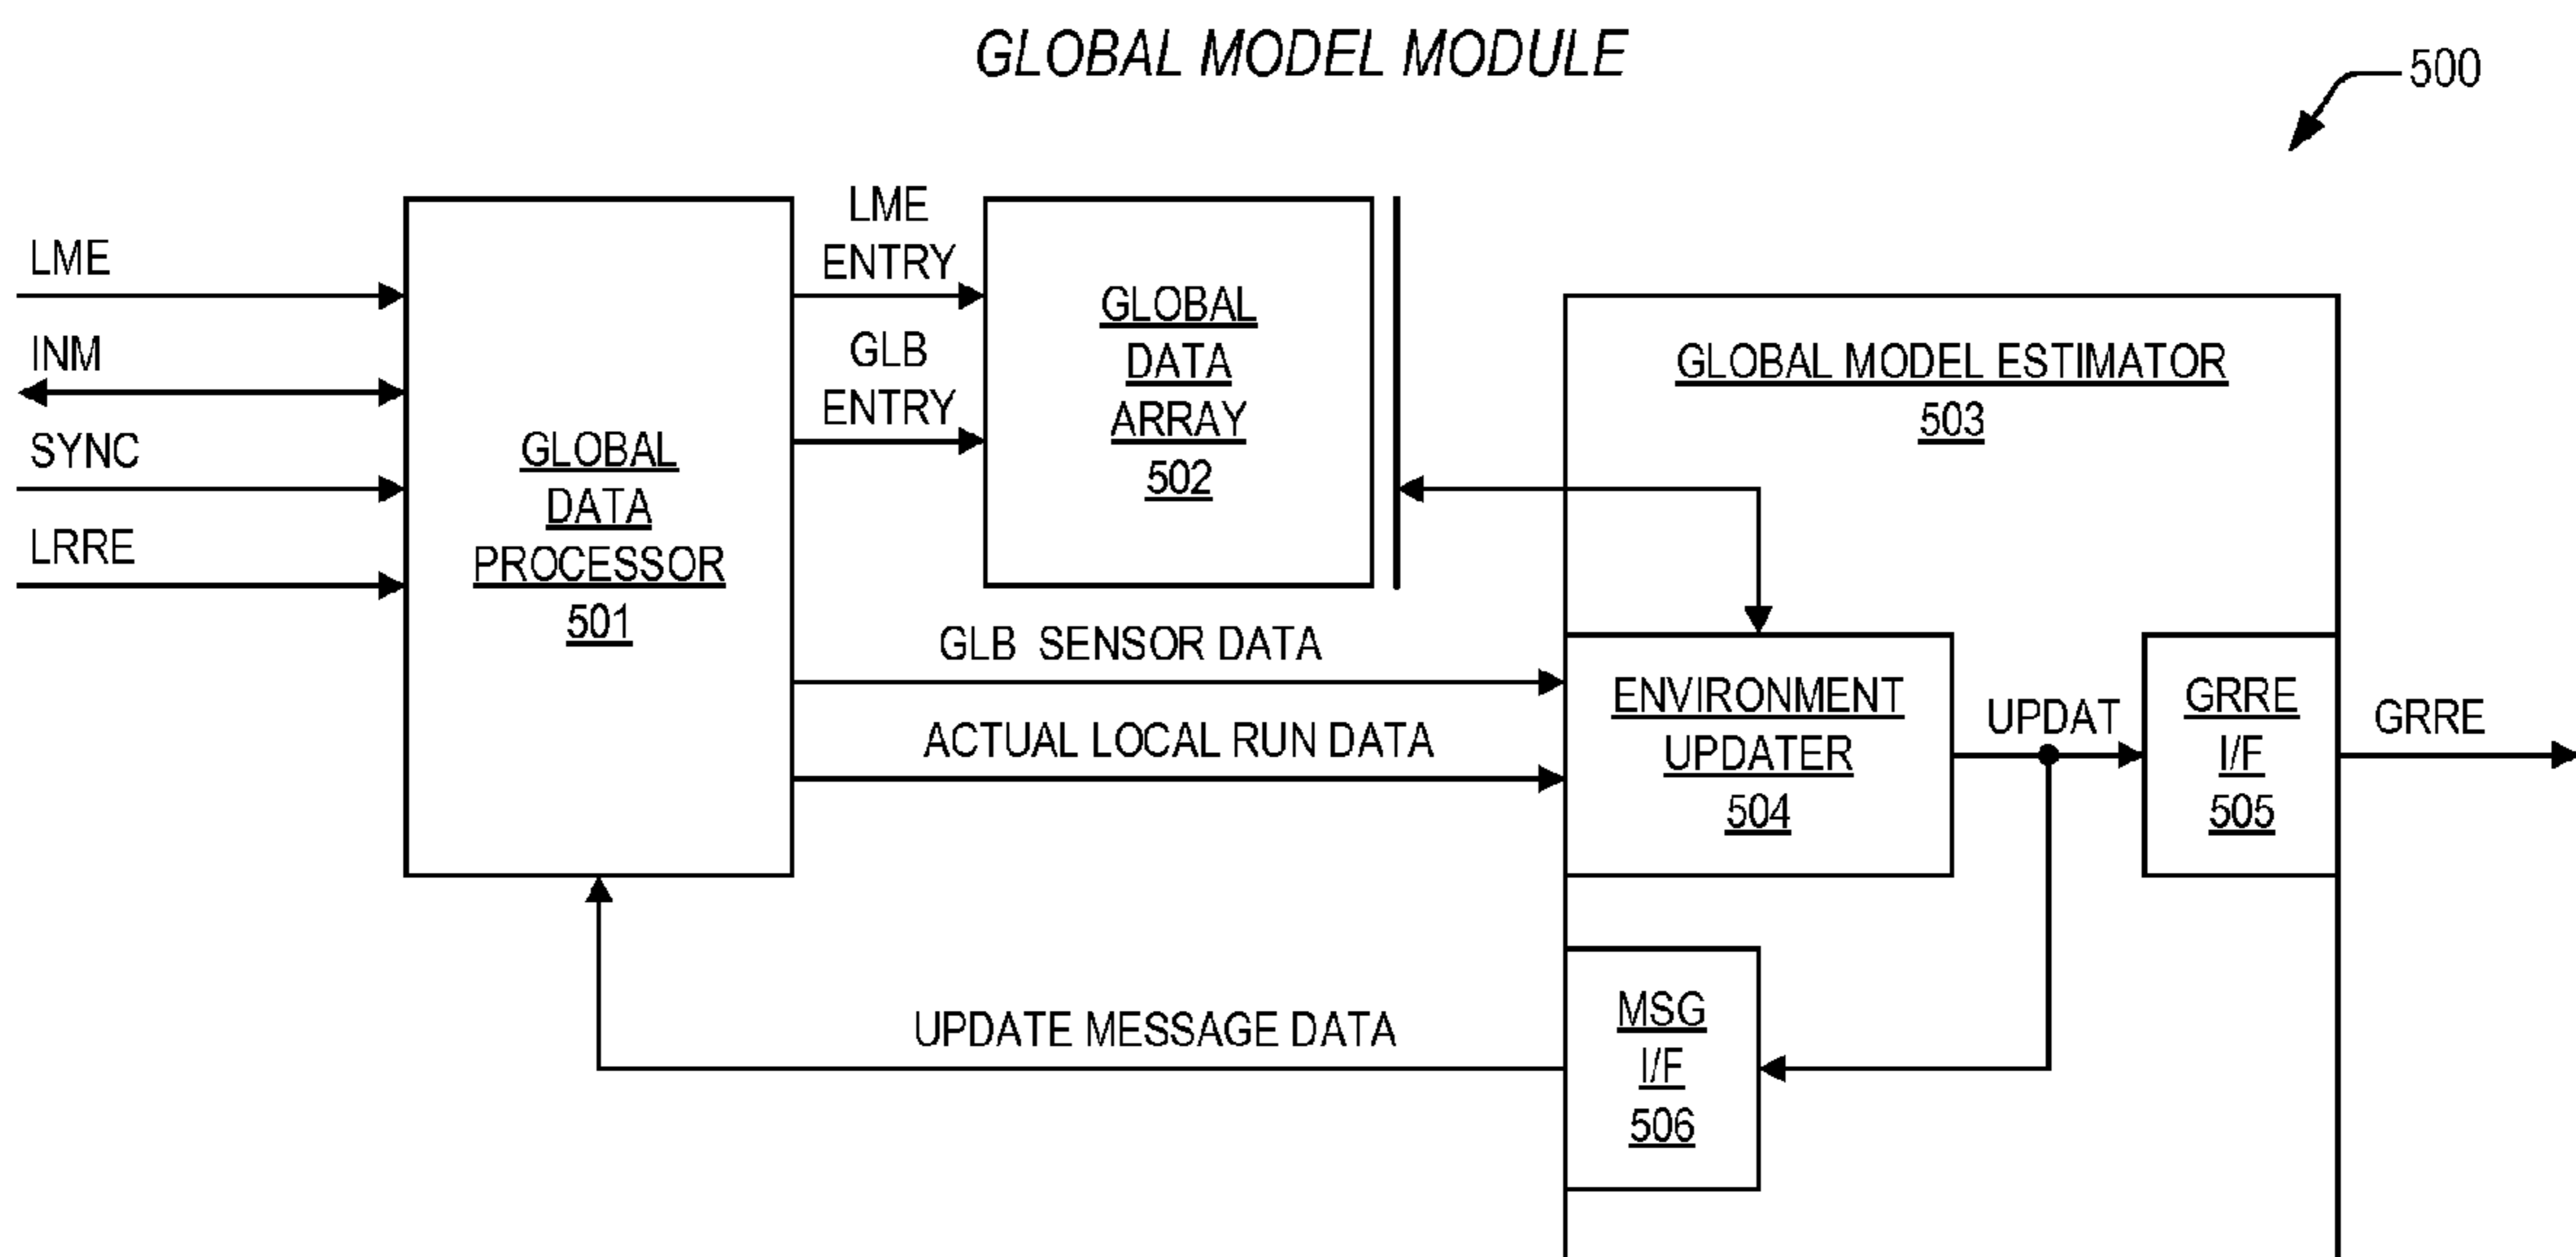 GLOBAL MODEL MODULE
500
LME
INM
SYNC
LRRE
GLOBAL
DATA
PROCESSOR
501
LME
ENTRY
GLB
ENTRY
GLOBAL
DATA
ARRAY
502
GLOBAL MODEL ESTIMATOR
503
GLB SENSOR DATA
ACTUAL LOCAL RUN DATA
ENVIRONMENT
UPDATER
504
UPDAT
GRRE
I/F
505
GRRE
UPDATE MESSAGE DATA
MSG
I/F
506